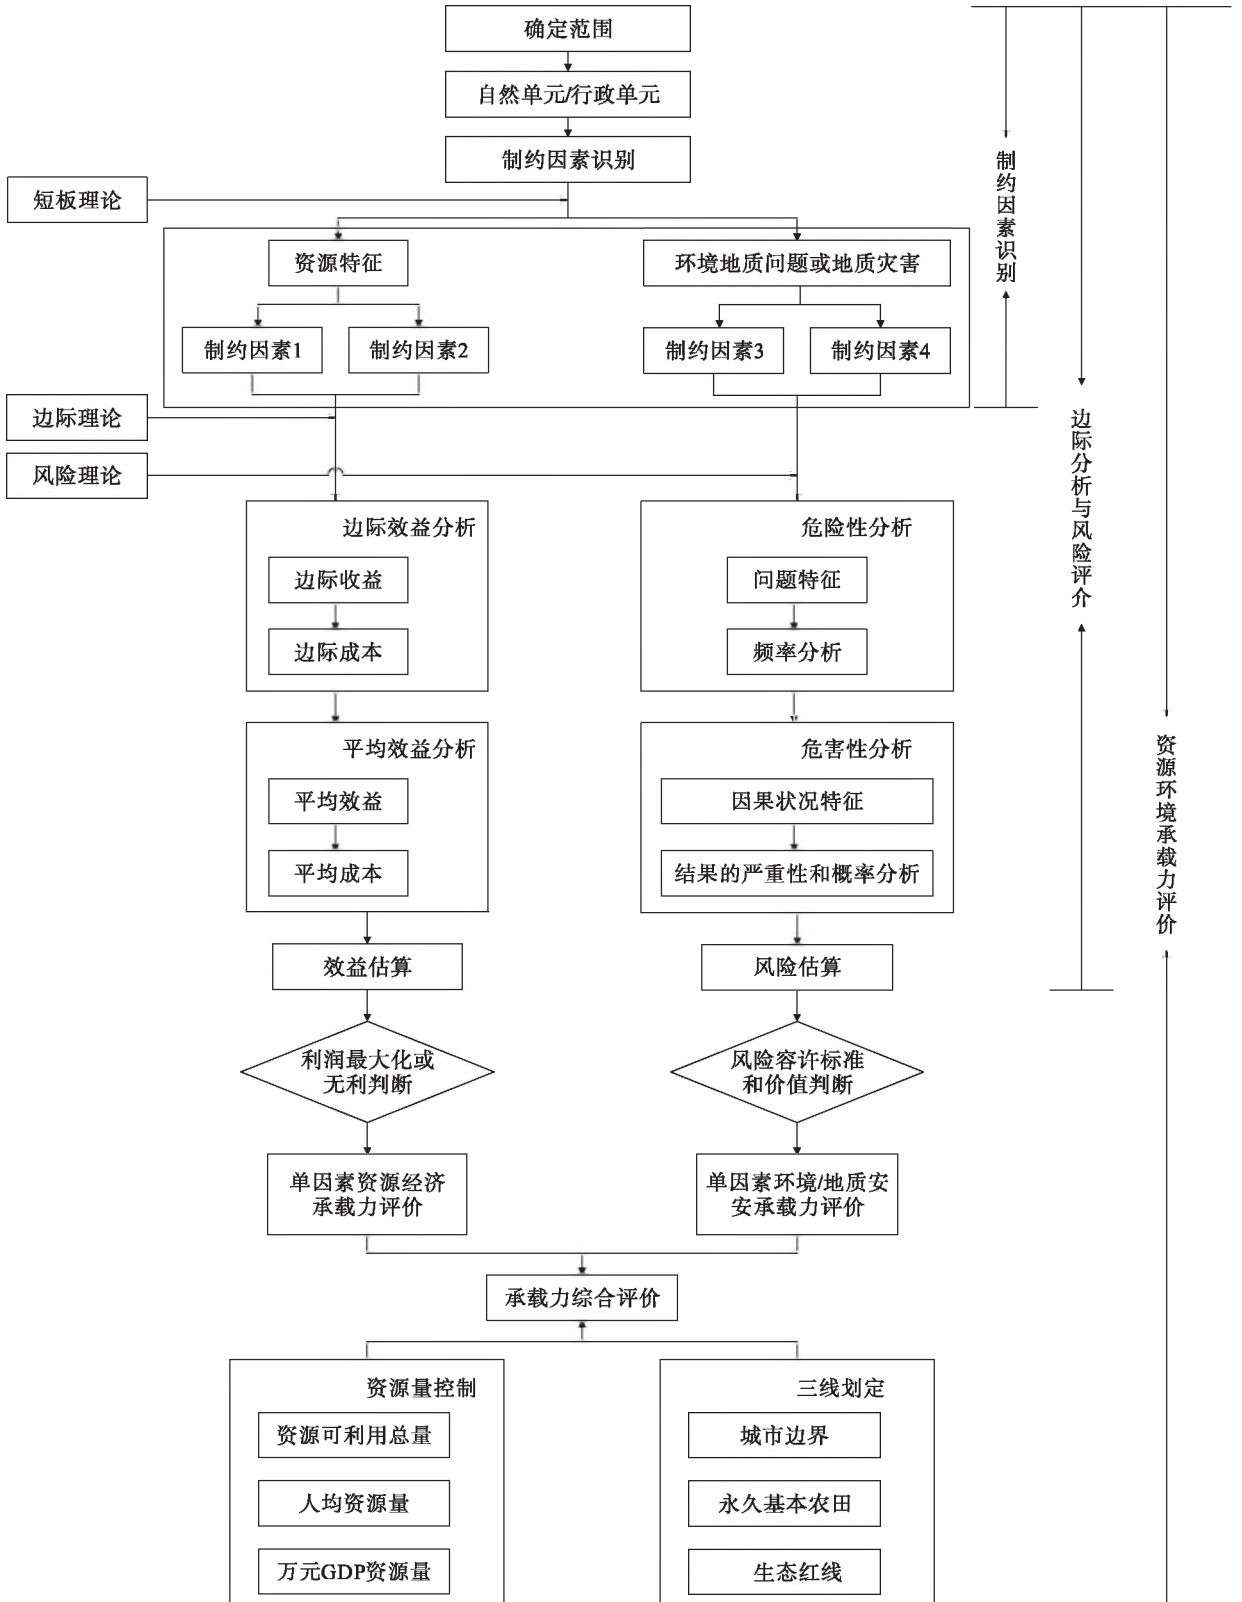 确定范围
自然单元/行政单元
制约因素识别
短板理论
资源特征
环境地质问题或地质灾害
制约因素1
制约因素2
制约因素3
制约因素4
制约因素识别
边际理论
风险理论
边际效益分析
边际收益
边际成本
危险性分析
问题特征
频率分析
边际分析与风险评介
平均效益分析
平均效益
平均成本
危害性分析
因果状况特征
结果的严重性和概率分析
资源环境承载力评价
效益估算
风险估算
利润最大化或
无利判断
风险容许标准
和价值判断
单因素资源经济
承载力评价
单因素环境/地质安
安承载力评价
承载力综合评价
资源量控制
资源可利用总量
人均资源量
万元GDP资源量
三线划定
城市边界
永久基本农田
生态红线